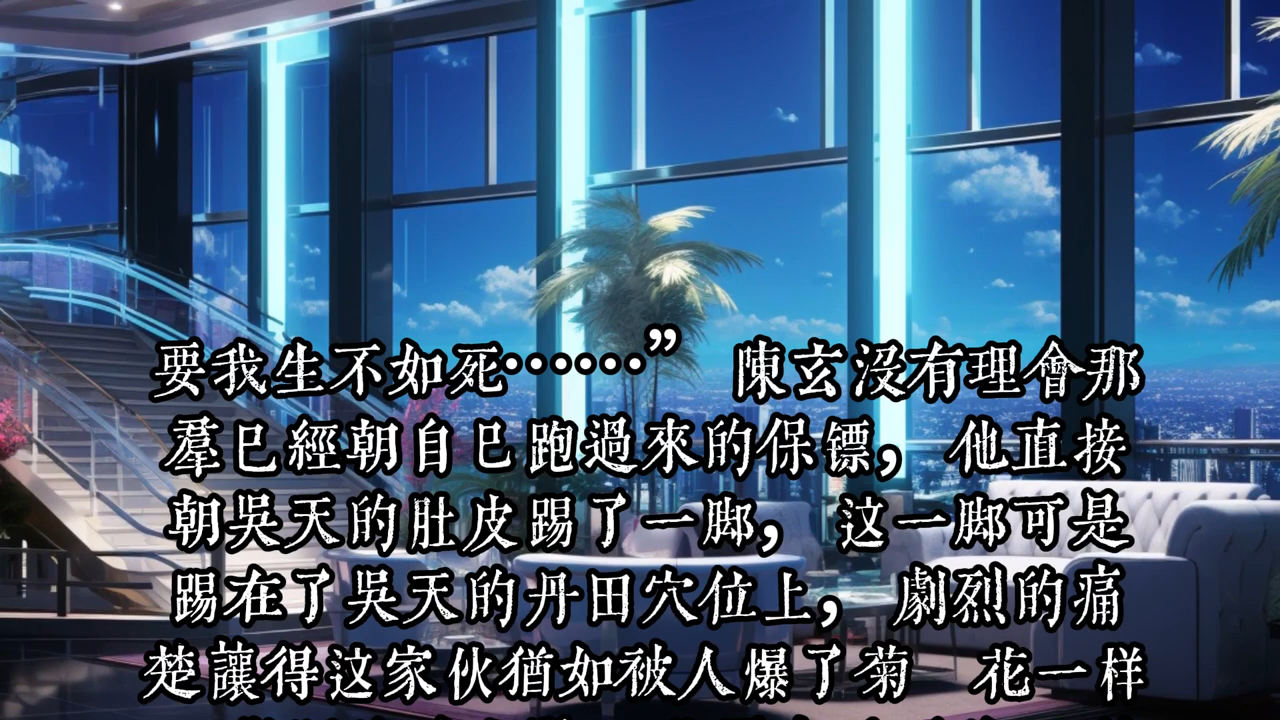 要我生不如死……”　陳玄没有理會那
羣已經朝自已跑過來的保镖，他直接
朝吳天的肚皮踢了一脚，这一脚可是
踢在了吳天的丹田穴位上，劇烈的痛
楚讓得这家伙猶如被人爆了菊　花一样